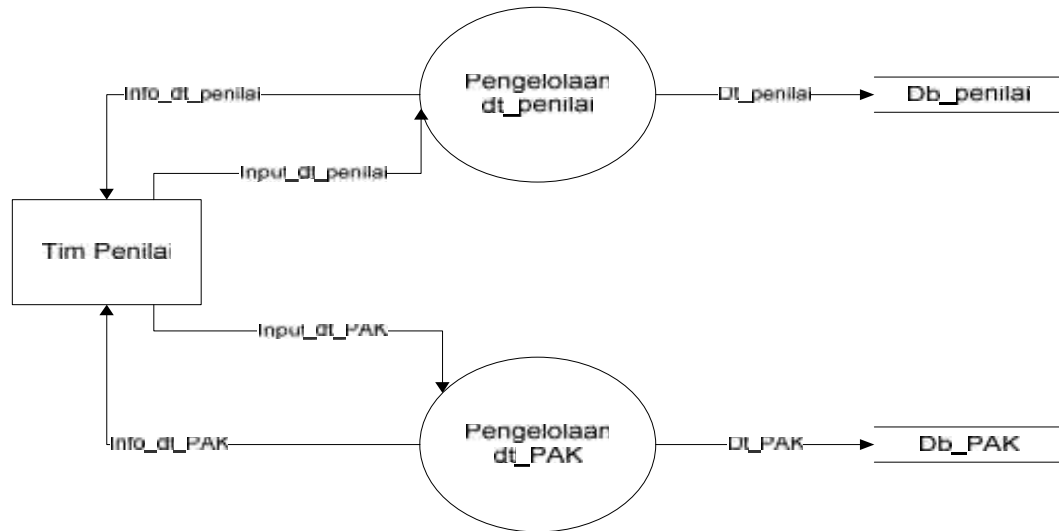 Pengelolaan
dt_penilai
Info_dt_penilai
Dt_penilai
Db_penilai
Input_dt_penilai
Tim Penilai
Input_dt_PAK
Pengelolaan
dt_PAK
Info_dt_PAK
Dt_PAK
Db_PAK